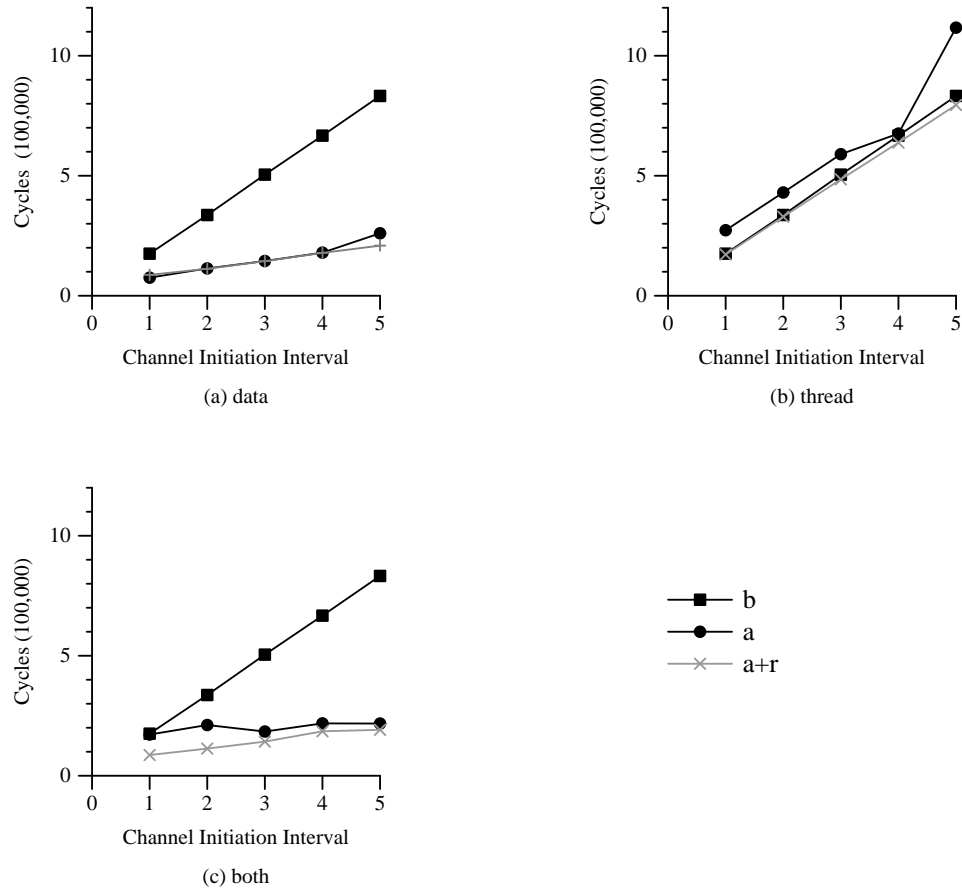 10
5
0
Cycles (100,000)
0 1 2 3 4 5
Channel Initiation Interval
(a) data
10
5
0
Cycles (100,000)
0 1 2 3 4 5
Channel Initiation Interval
(b) thread
10
5
0
Cycles (100,000)
0 1 2 3 4 5
Channel Initiation Interval
(c) both
b
a
a+r